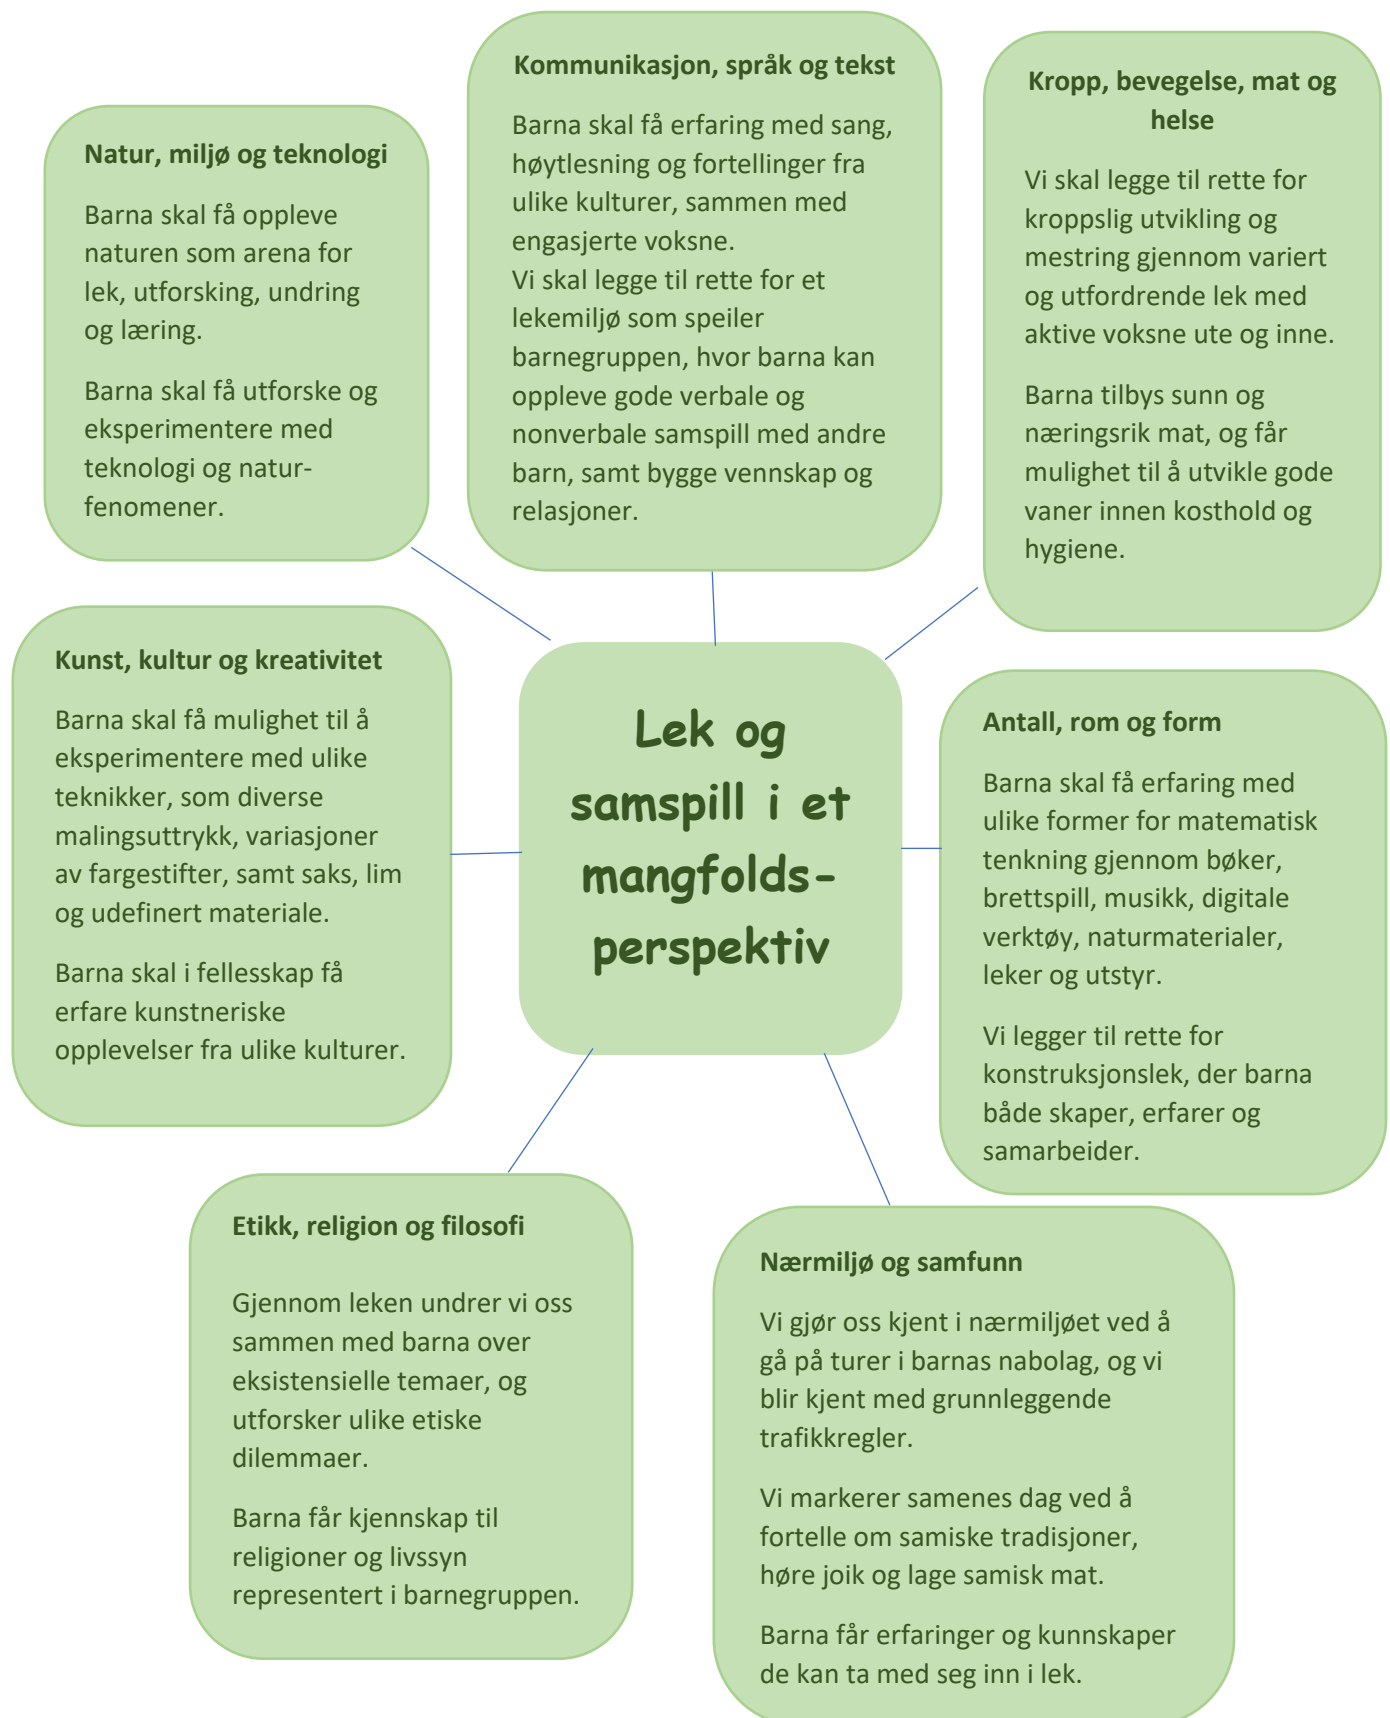 Kommunikasjon, språk og tekst
Barna skal få erfaring med sang,
høytlesning og fortellinger fra
ulike kulturer, sammen med
engasjerte voksne.
Vi skal legge til rette for et
lekemiljø som speiler
barnegruppen, hvor barna kan
oppleve gode verbale og
nonverbale samspill med andre
barn, samt bygge vennskap og
relasjoner.
Kropp, bevegelse, mat og
helse
Vi skal legge til rette for
kroppslig utvikling og
mestring gjennom variert
og utfordrende lek med
aktive voksne ute og inne.
Barna tilbys sunn og
næringsrik mat, og får
mulighet til å utvikle gode
vaner innen kosthold og
hygiene.
Natur, miljø og teknologi
Barna skal få oppleve
naturen som arena for
lek, utforsking, undring
og læring.
Barna skal få utforske og
eksperimentere med
teknologi og natur-
fenomener.
Kunst, kultur og kreativitet
Barna skal få mulighet til å
eksperimentere med ulike
teknikker, som diverse
malingsuttrykk, variasjoner
av fargestifter, samt saks, lim
og udefinert materiale.
Barna skal i fellesskap få
erfare kunstneriske
opplevelser fra ulike kulturer.
Lek og
samspill i et
mangfolds-
perspektiv
Antall, rom og form
Barna skal få erfaring med
ulike former for matematisk
tenkning gjennom bøker,
brettspill, musikk, digitale
verktøy, naturmaterialer,
leker og utstyr.
Vi legger til rette for
konstruksjonslek, der barna
både skaper, erfarer og
samarbeider.
Etikk, religion og filosofi
Gjennom leken undrer vi oss
sammen med barna over
eksistensielle temaer, og
utforsker ulike etiske
dilemmaer.
Barna får kjennskap til
religioner og livssyn
representert i barnegruppen.
Nærmiljø og samfunn
Vi gjør oss kjent i nærmiljøet ved å
gå på turer i barnas nabolag, og vi
blir kjent med grunnleggende
trafikkregler.
Vi markerer samenes dag ved å
fortelle om samiske tradisjoner,
høre joik og lage samisk mat.
Barna får erfaringer og kunnskaper
de kan ta med seg inn i lek.